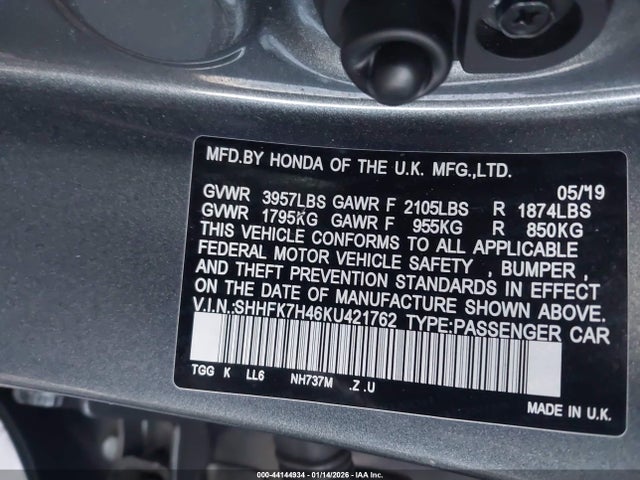 MFD.BY HONDA OF THE U.K. MFG.,LTD.
05/19
GVWR 3957LBS GAWR F 2105LBS R 1874LBS
GVWR 1795KG GAWR F 955KG R 850KG
THIS VEHICLE CONFORMS TO ALL APPLICABLE
FEDERAL MOTOR VEHICLE SAFETY , BUMPER ,
AND THEFT PREVENTION STANDARDS IN EFFECT
ON THE DATE OF MANUFACTURE SHOWN ABOVE.
V.I.N.:SHHFK7H46KU421762 TYPE:PASSENGER CAR
TGG K LL6 NH737M .Z.U
MADE IN U.K.
000-44144934 | 01/14/2026 - IAA Inc.